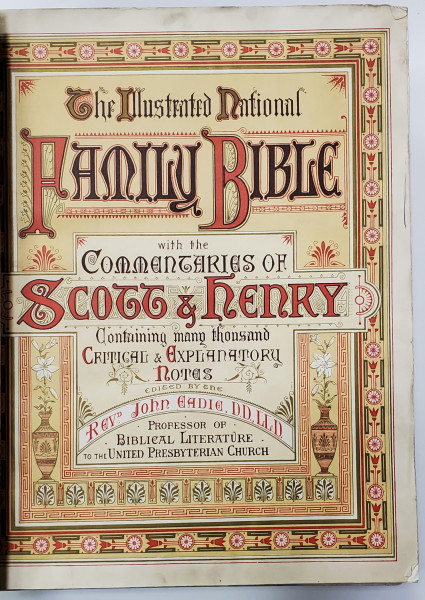 The Illustrated National
FAMILY BIBLE
with the
COMMENTARIES OF
SCOTT & HENRY
Containing many thousand
CRITICAL & EXPLANATORY
NOTES
EDITED BY the
REVD JOHN EADIE, DD, LL.D
PROFESSOR OF
BIBLICAL LITERATURE
TO THE UNITED PRESBYTERIAN CHURCH